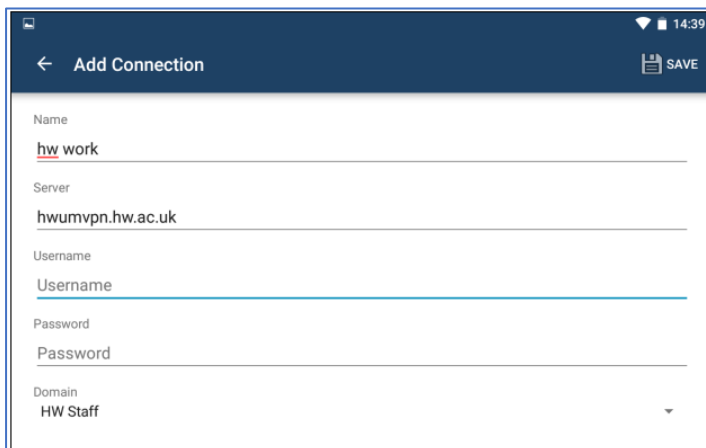 14:39
Add Connection
SAVE
Name
hw work
Server
hwumvpn.hw.ac.uk
Username
Username
Password
Password
Domain
HW Staff